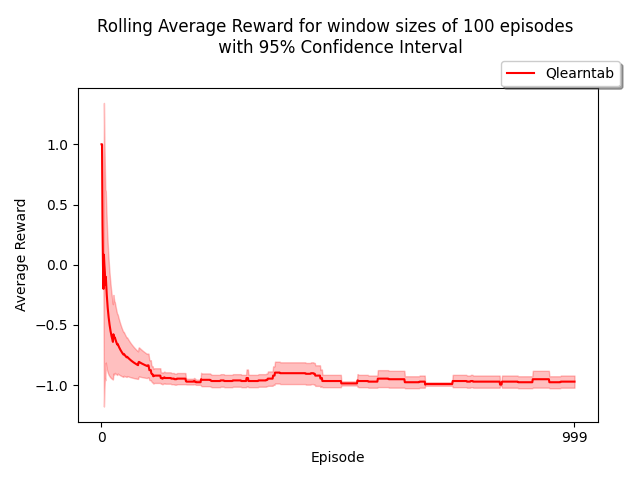 Rolling Average Reward for window sizes of 100 episodes
with 95% Confidence Interval
Qlearntab
1.0
0.5
0.0
−0.5
−1.0
Average Reward
0
999
Episode